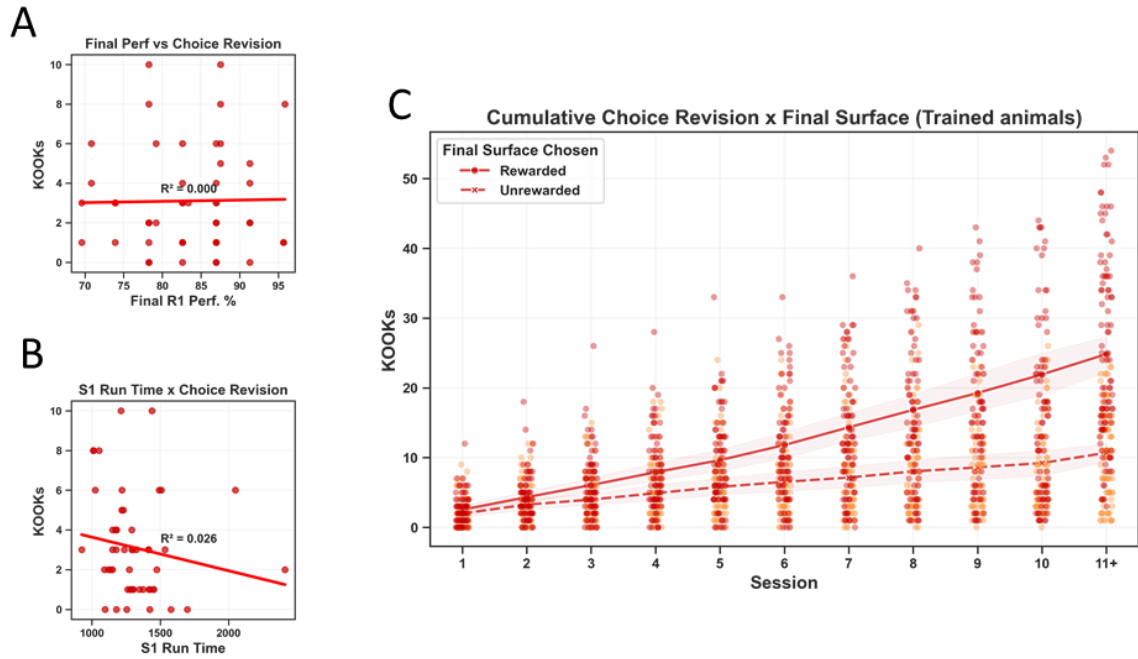 A
Final Perf vs Choice Revision
10
8
6
4
2
0
KOOKs
R² = 0.000
70 75 80 85 90 95
Final R1 Perf. %
B
S1 Run Time x Choice Revision
10
8
6
4
2
0
KOOKs
R² = 0.026
1000 1500 2000
S1 Run Time
C
Cumulative Choice Revision x Final Surface (Trained animals)
Final Surface Chosen
Rewarded
Unrewarded
50
40
30
20
10
0
KOOKs
1 2 3 4 5 6 7 8 9 10 11+
Session